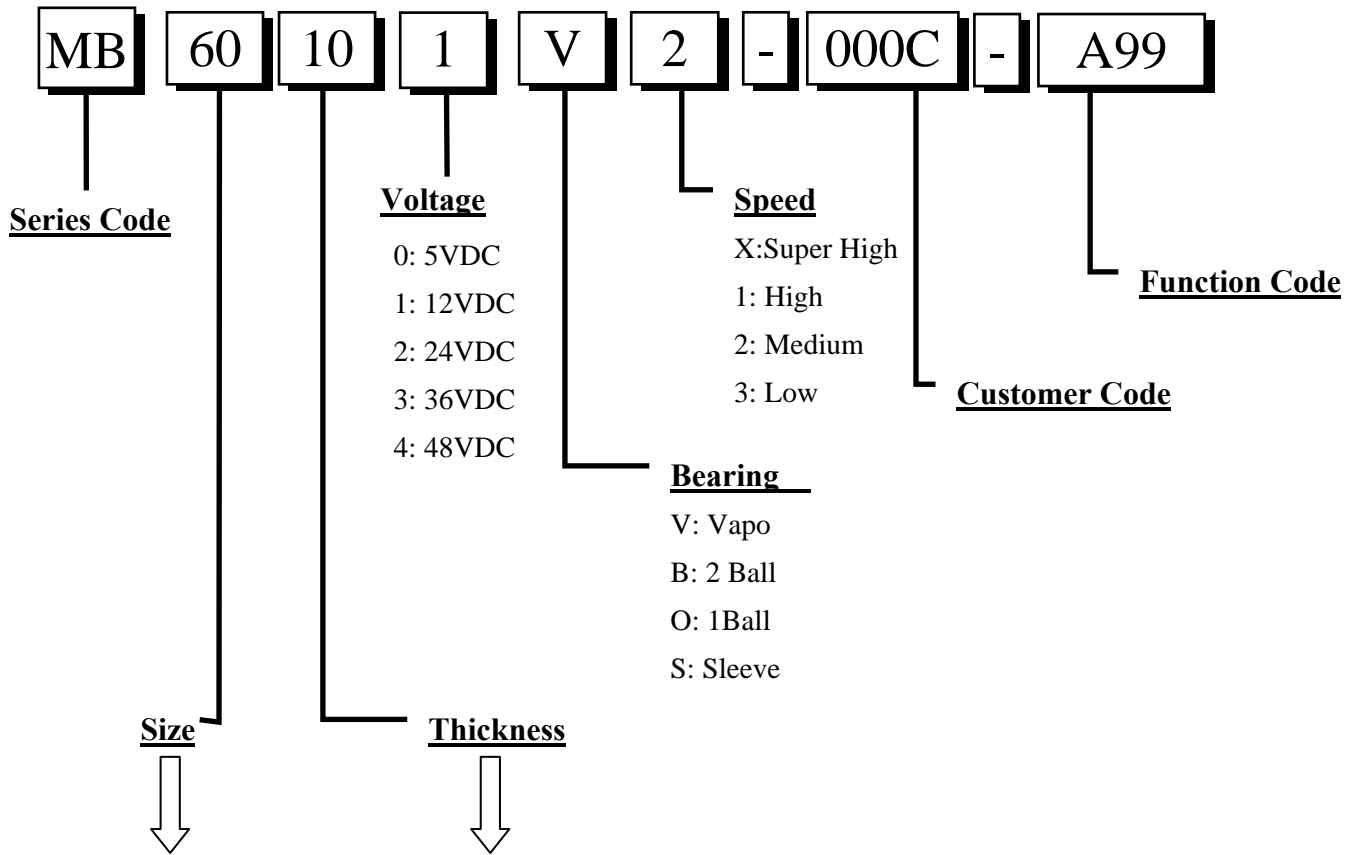 MB 60 10 1 V 2 - 000C - A99
Series Code
Voltage
0: 5VDC
1: 12VDC
2: 24VDC
3: 36VDC
4: 48VDC
Speed
X:Super High
1: High
2: Medium
3: Low
Function Code
Customer Code
Bearing
V: Vapo
B: 2 Ball
O: 1Ball
S: Sleeve
Size
Thickness